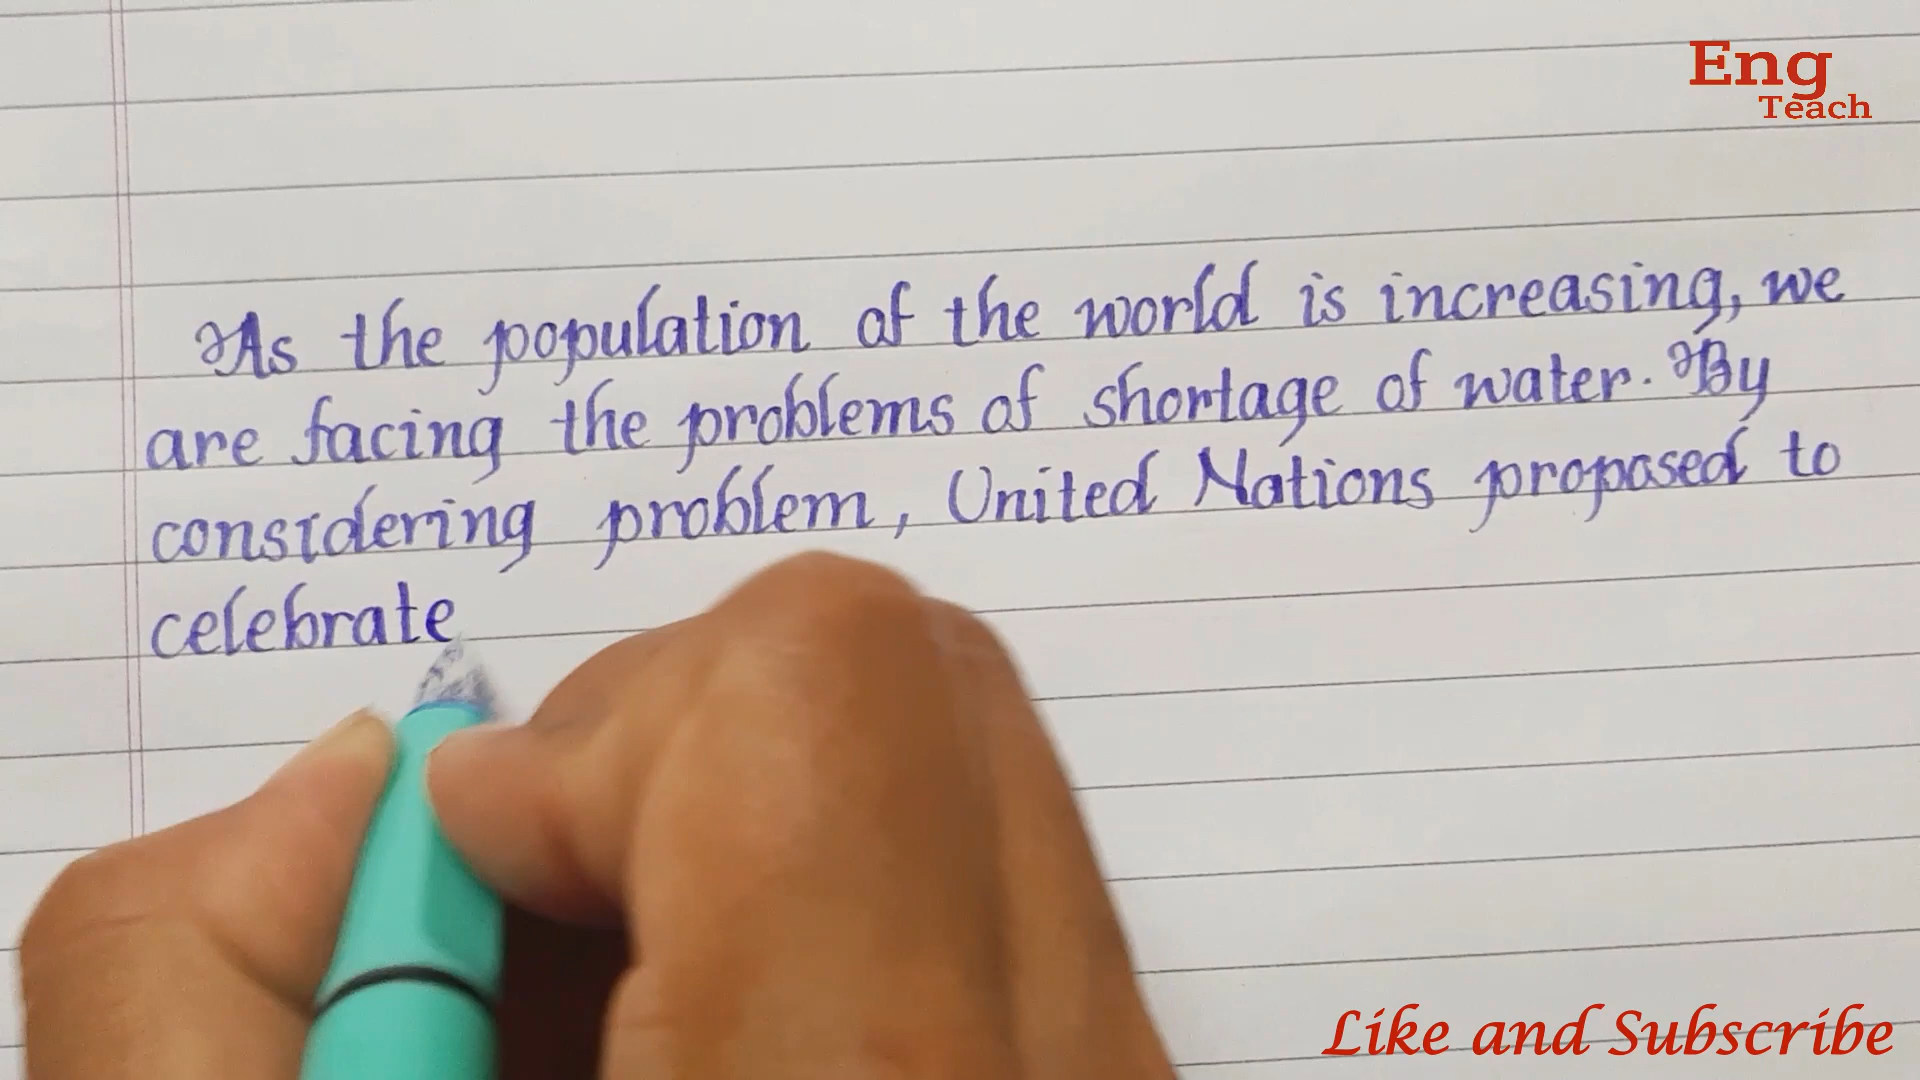 Eng
Teach
As the population of the world is increasing, we
are facing the problems of shortage of water. By
considering problem, United Nations proposed to
celebrate
Like and Subscribe